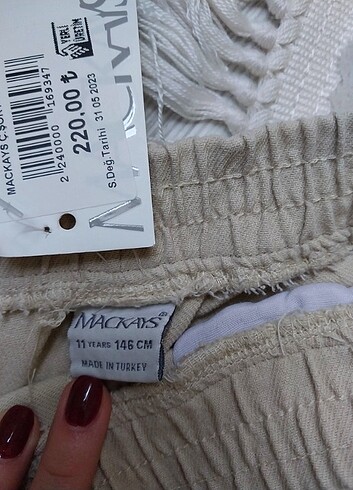 MACKAYS Ç.ŞORT
2 240000 169347
220,00 ₺
S.Değ.Tarihi 31 05 2023
YERLİ
ÜRETİM
MACKAYS
MACKAYS
11 YEARS 146 CM
MADE IN TURKEY